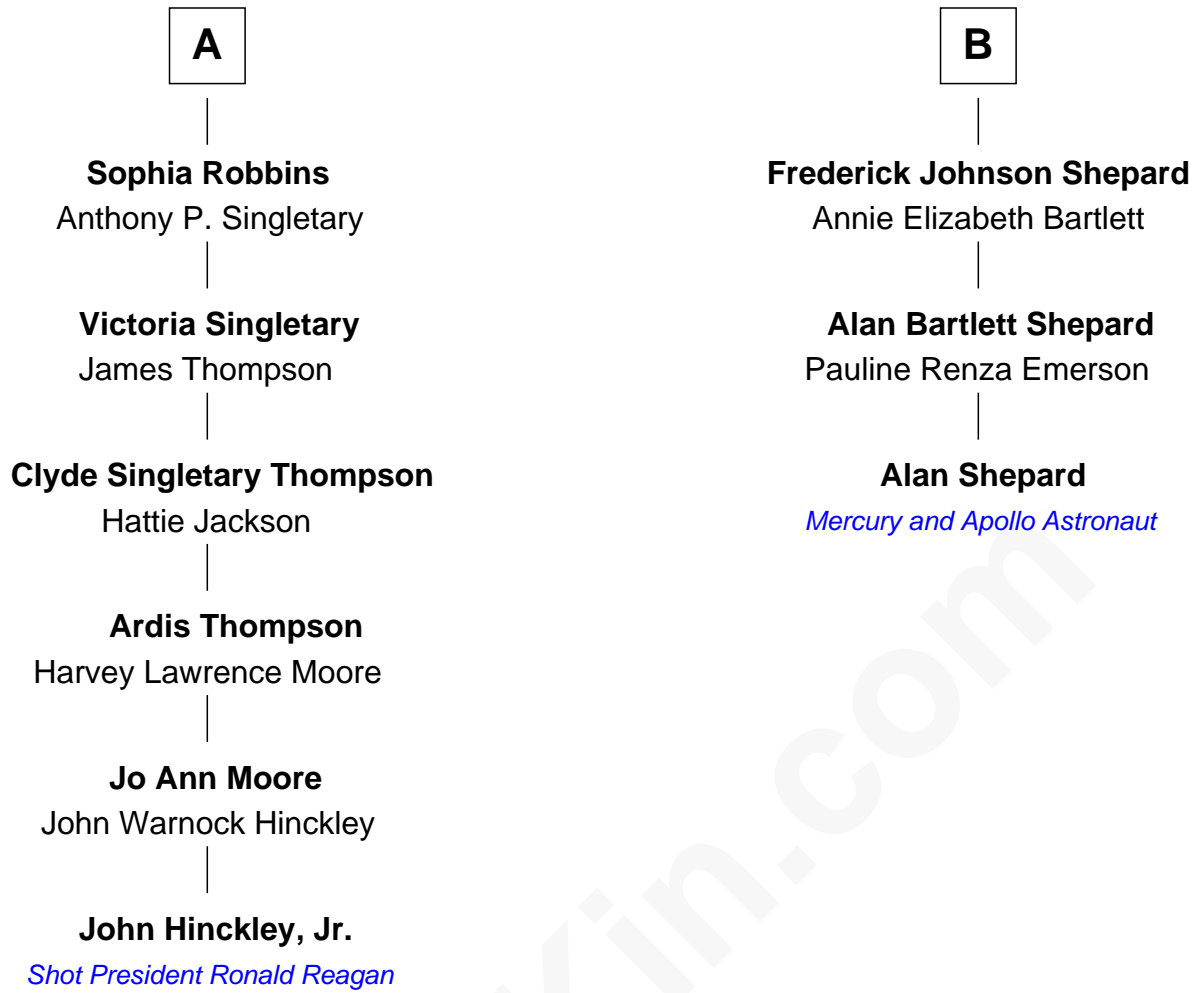 A
Sophia Robbins
Anthony P. Singletary
Victoria Singletary
James Thompson
Clyde Singletary Thompson
Hattie Jackson
Ardis Thompson
Harvey Lawrence Moore
Jo Ann Moore
John Warnock Hinckley
John Hinckley, Jr.
Shot President Ronald Reagan
B
Frederick Johnson Shepard
Annie Elizabeth Bartlett
Alan Bartlett Shepard
Pauline Renza Emerson
Alan Shepard
Mercury and Apollo Astronaut
Kin.com